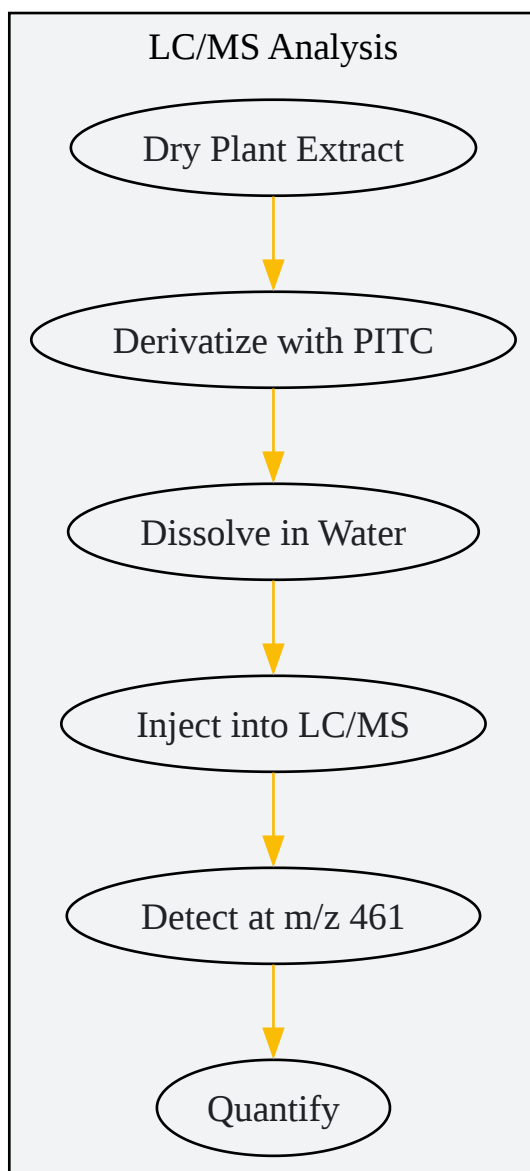 LC/MS Analysis
Dry Plant Extract
Derivatize with PITC
Dissolve in Water
Inject into LC/MS
Detect at m/z 461
Quantify